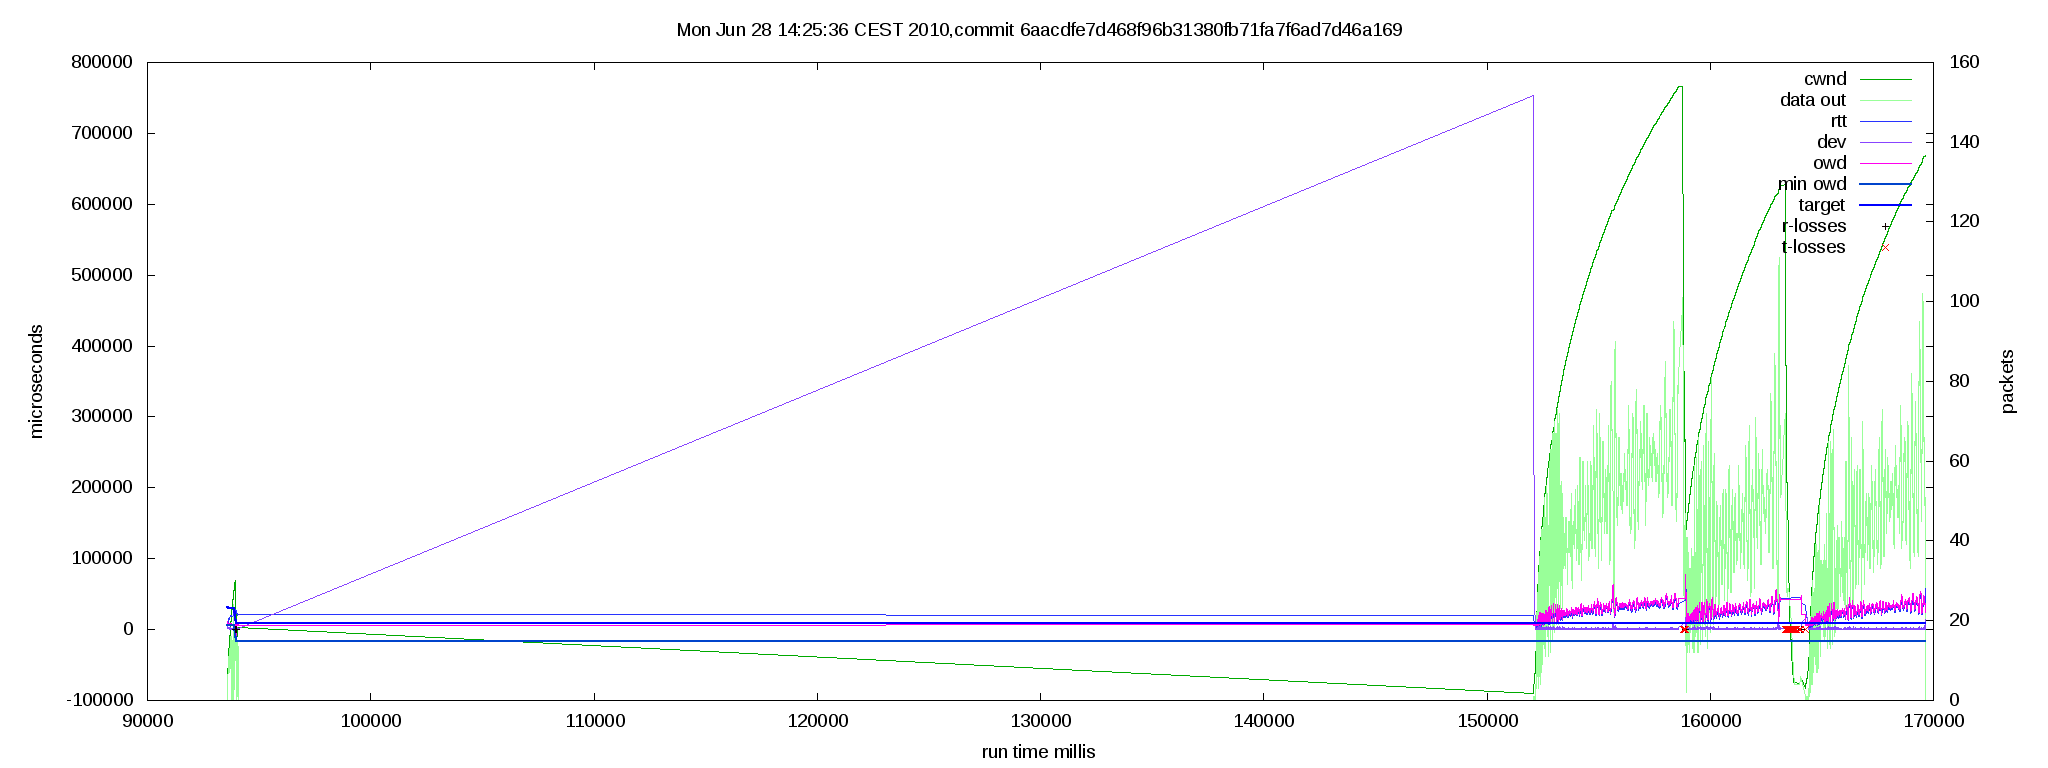 Mon Jun 28 14:25:36 CEST 2010,commit 6aacdfe7d468f96b31380fb71fa7f6ad7d46a169
800000
700000
600000
500000
400000
300000
200000
100000
0
-100000
microseconds
160
140
120
100
80
60
40
20
0
packets
cwnd
data out
rtt
dev
owd
min owd
target
r-losses
t-losses
90000 100000 110000 120000 130000 140000 150000 160000 170000
run time millis